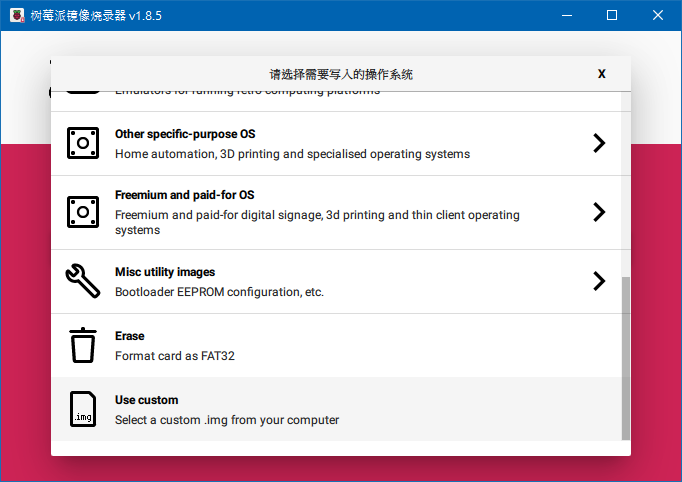 树莓派镜像烧录器 v1.8.5
请选择需要写入的操作系统
X
Emulators for running retro computing platforms
Other specific-purpose OS
Home automation, 3D printing and specialised operating systems
Freemium and paid-for OS
Freemium and paid-for digital signage, 3d printing and thin client operating
systems
Misc utility images
Bootloader EEPROM configuration, etc.
Erase
Format card as FAT32
.img
Use custom
Select a custom .img from your computer